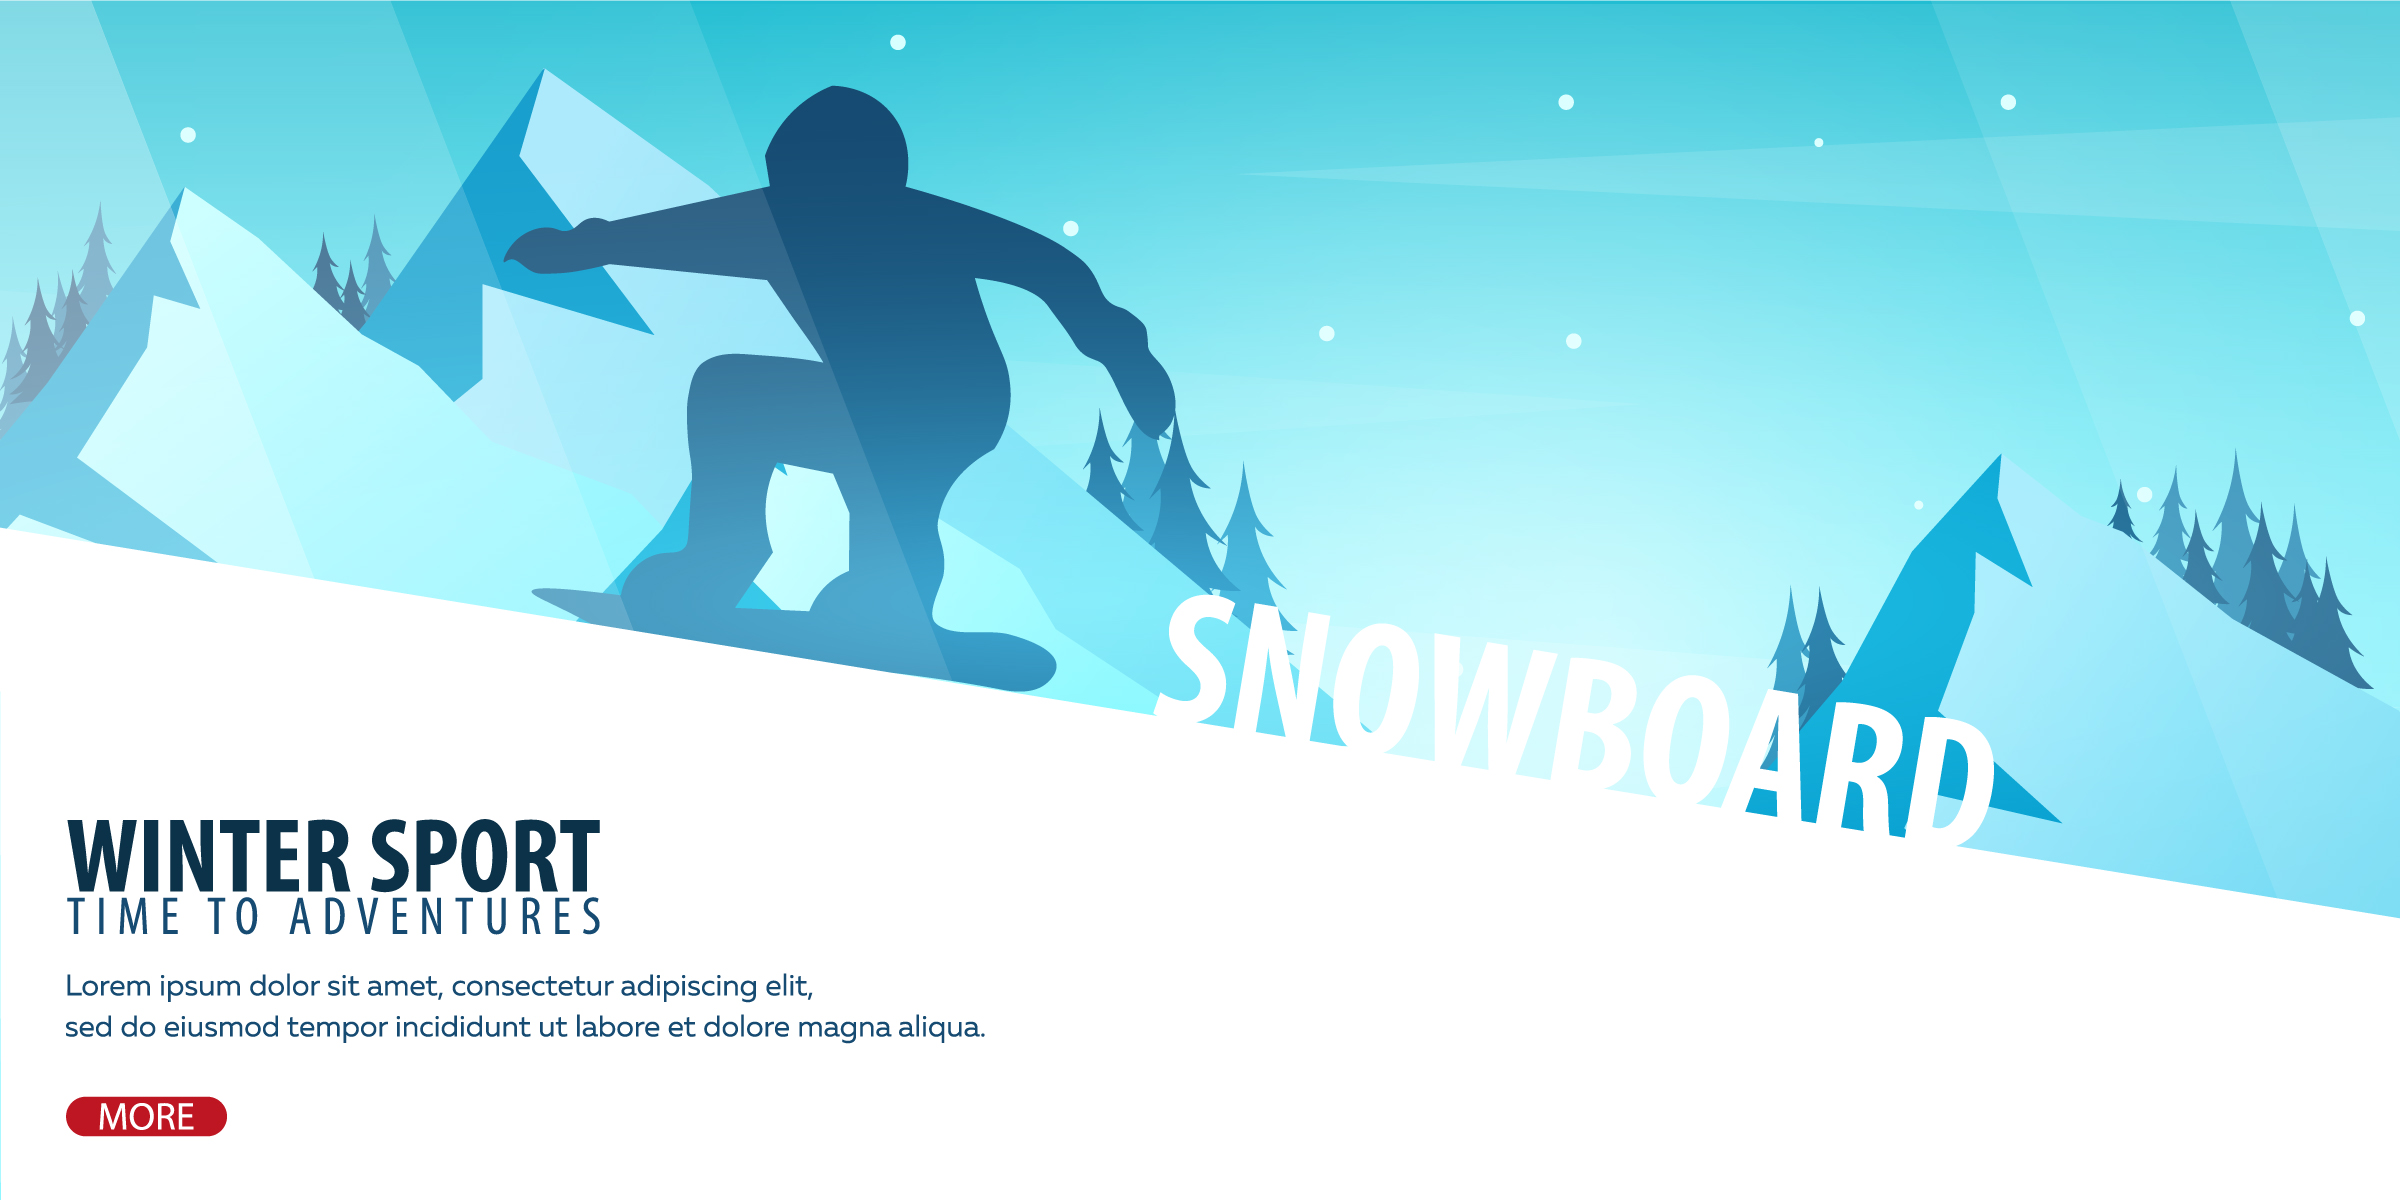 SNOWBOARD
WINTER SPORT
TIME TO ADVENTURES
Lorem ipsum dolor sit amet, consectetur adipiscing elit,
sed do eiusmod tempor incididunt ut labore et dolore magna aliqua.
MORE